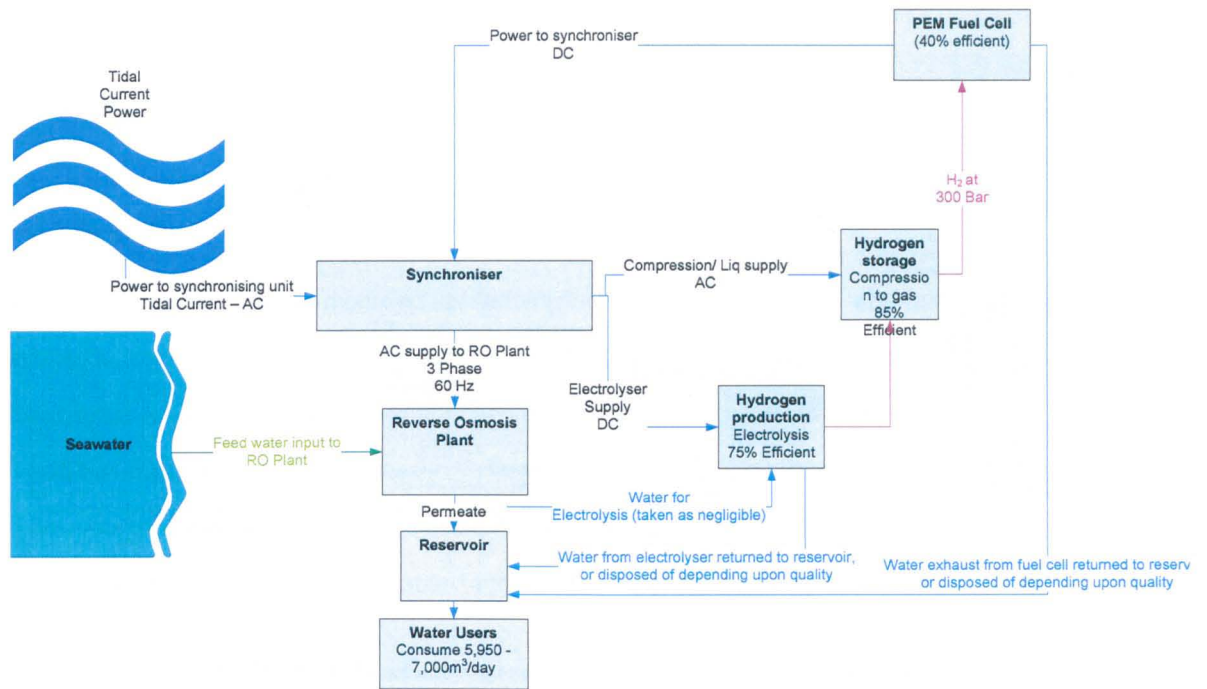 PEM Fuel Cell
(40% efficient)
Power to synchroniser
DC
Tidal
Current
Power
H₂ at
300 Bar
Hydrogen
storage
Compressio
n to gas
85%
Efficient
Synchroniser
Compression/ Liq supply
AC
Power to synchronising unit
Tidal Current – AC
AC supply to RO Plant
3 Phase
60 Hz
Electrolyser
Supply
DC
Hydrogen
production
Electrolysis
75% Efficient
Reverse Osmosis
Plant
Seawater
Feed water input to
RO Plant
Water for
Electrolysis (taken as negligible)
Permeate
Reservoir
Water from electrolyser returned to reservoir,
or disposed of depending upon quality
Water exhaust from fuel cell returned to reserv
or disposed of depending upon quality
Water Users
Consume 5,950 -
7,000m³/day